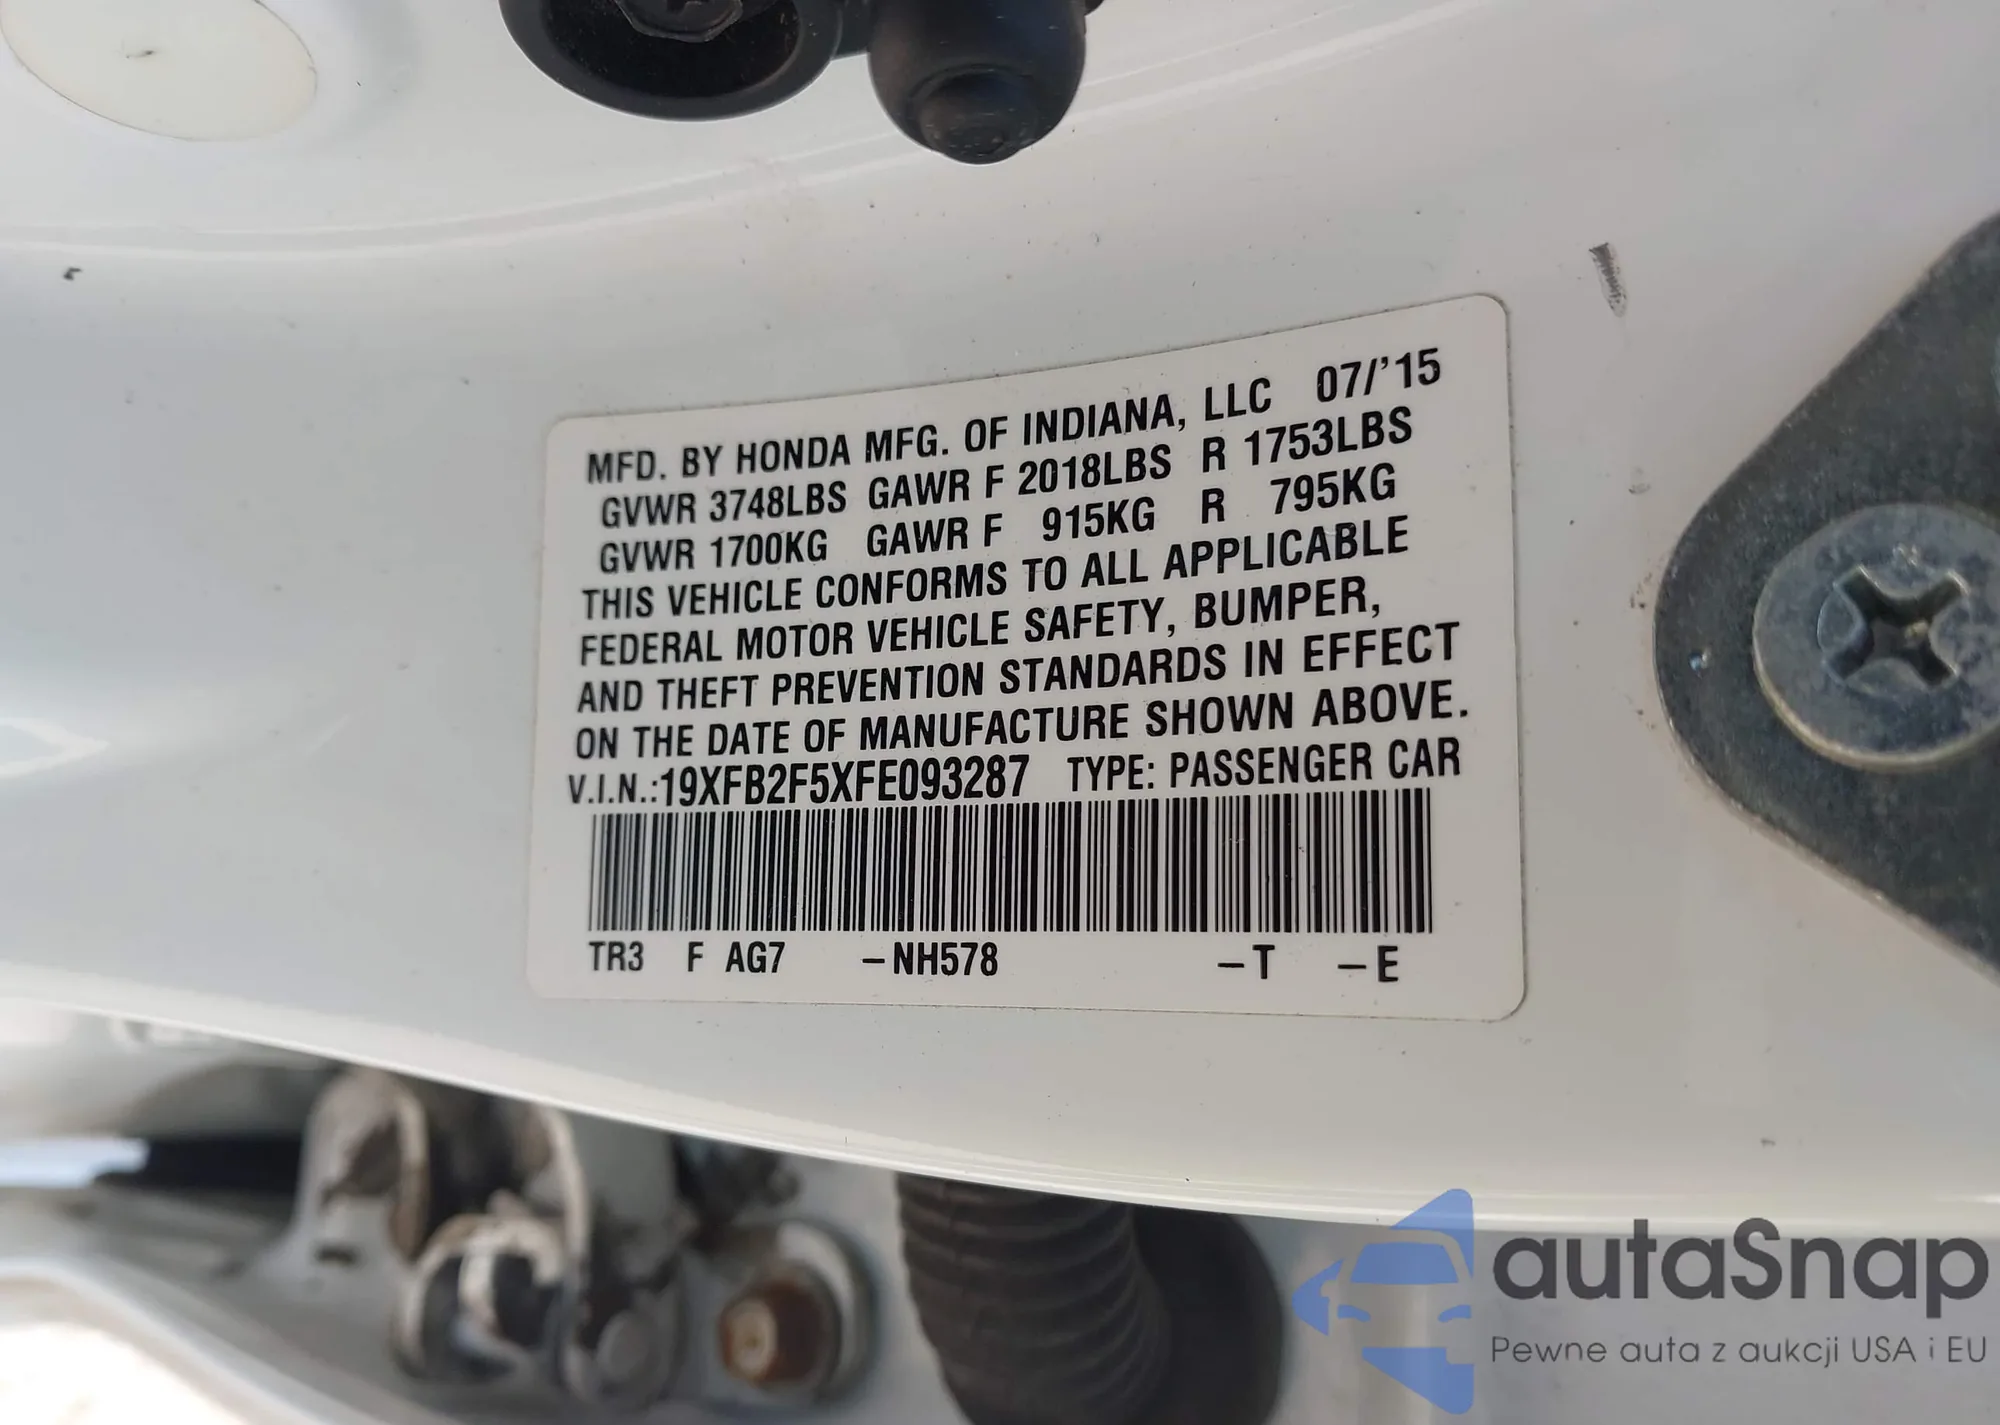 MFD. BY HONDA MFG. OF INDIANA, LLC 07/'15
GVWR 3748LBS GAWR F 2018LBS R 1753LBS
GVWR 1700KG GAWR F 915KG R 795KG
THIS VEHICLE CONFORMS TO ALL APPLICABLE
FEDERAL MOTOR VEHICLE SAFETY, BUMPER,
AND THEFT PREVENTION STANDARDS IN EFFECT
ON THE DATE OF MANUFACTURE SHOWN ABOVE.
V.I.N.:19XFB2F5XFE093287 TYPE: PASSENGER CAR
TR3 F AG7 –NH578 –T –E
autaSnap
Pewne auta z aukcji USA i EU